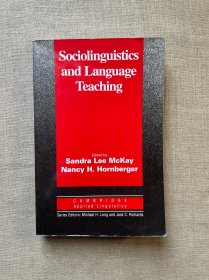 Sociolinguistics
and Language
Teaching
Edited by
Sandra Lee McKay
Nancy H. Hornberger
CAMBRIDGE
Applied Linguistics
Series Editors: Michael H. Long and Jack C. Richards